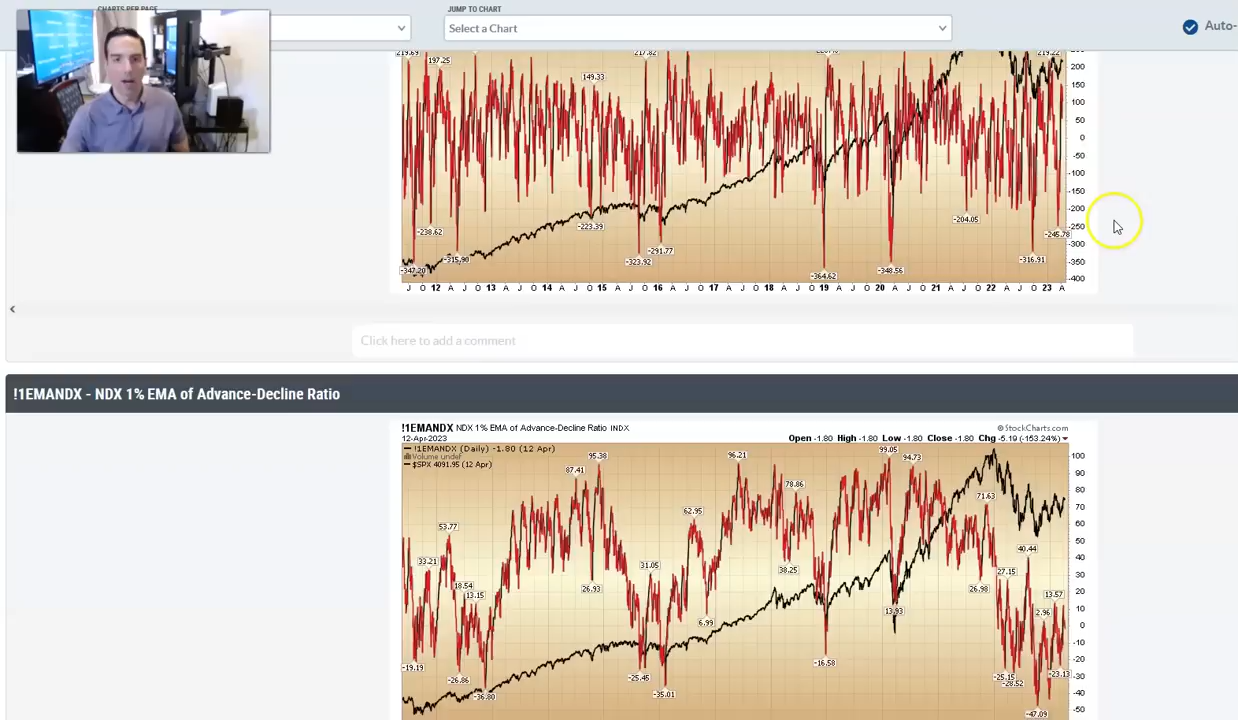 CHARTS PER PAGE
JUMP TO CHART
Select a Chart
Auto-
219.69 197.25 149.33 217.82 219.22
200
150
100
50
0
-50
-100
-150
-200
-250
-300
-350
-400
-347.20 -238.62 -315.90 -223.39 -323.92 -291.77 -364.62 -348.56 -204.05 -316.91 -245.78
J O 12 A J O 13 A J O 14 A J O 15 A J O 16 A J O 17 A J O 18 A J O 19 A J O 20 A J O 21 A J O 22 A J O 23 A
Click here to add a comment
!1EMANDX - NDX 1% EMA of Advance-Decline Ratio
!1EMANDX NDX 1% EMA of Advance-Decline Ratio INDX
© StockCharts.com
12-Apr-2023
Open -1.80 High -1.80 Low -1.80 Close -1.80 Chg -5.19 (-153.24%)
!1EMANDX (Daily) -1.80 (12 Apr)
Volume undef
$SPX 4091.95 (12 Apr)
100
90
80
70
60
50
40
30
20
10
0
-10
-20
-30
-40
-50
33.21 53.77 18.54 13.15 87.41 95.38 26.93 31.05 62.95 6.99 96.21 78.86 38.25 99.05 13.93 94.73 71.63 26.98 27.15 40.44 2.96 13.57
-19.19 -26.86 -36.80 -25.45 -35.01 -16.58 -25.15 -28.52 -47.09 -23.13